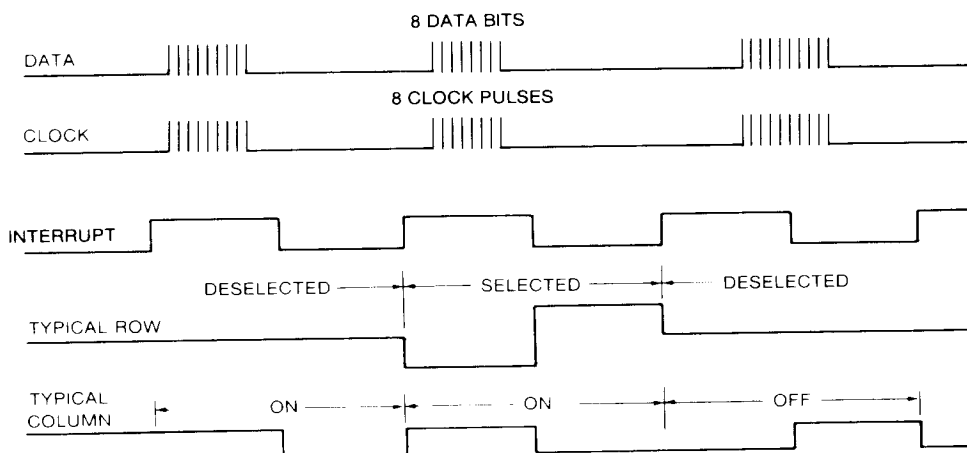 8 DATA BITS
DATA
8 CLOCK PULSES
CLOCK
INTERRUPT
DESELECTED SELECTED DESELECTED
TYPICAL ROW
TYPICAL
COLUMN
ON ON OFF